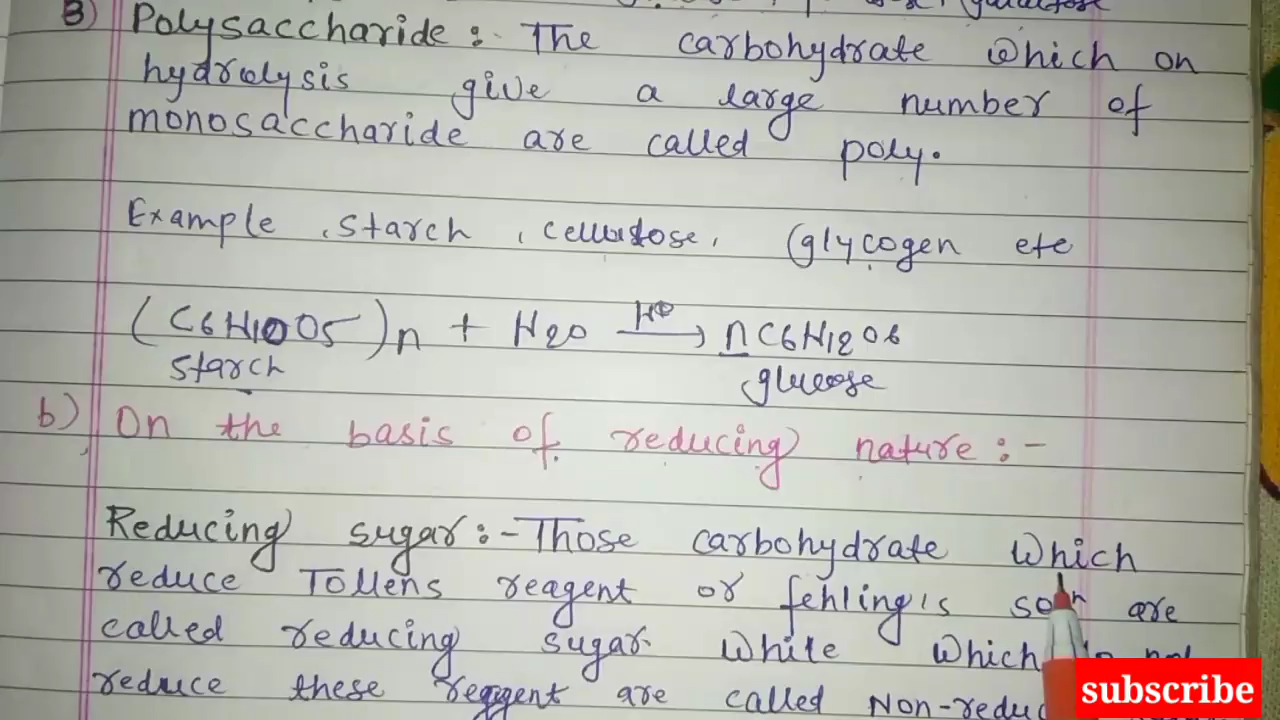 galactose
3) Polysaccharide :- The carbohydrate which on
hydrolysis give a large number of
monosaccharide are called poly.
Example , starch , cellulose, glycogen etc
(C6H10O5)n + H2O H⊕ → nC6H12O6
starch glucose
b) On the basis of reducing nature :-
Reducing sugar :- Those carbohydrate which
reduce Tollens reagent or fehling's soln are
called reducing sugar. While which
reduce these reagent are called Non-reduc
subscribe